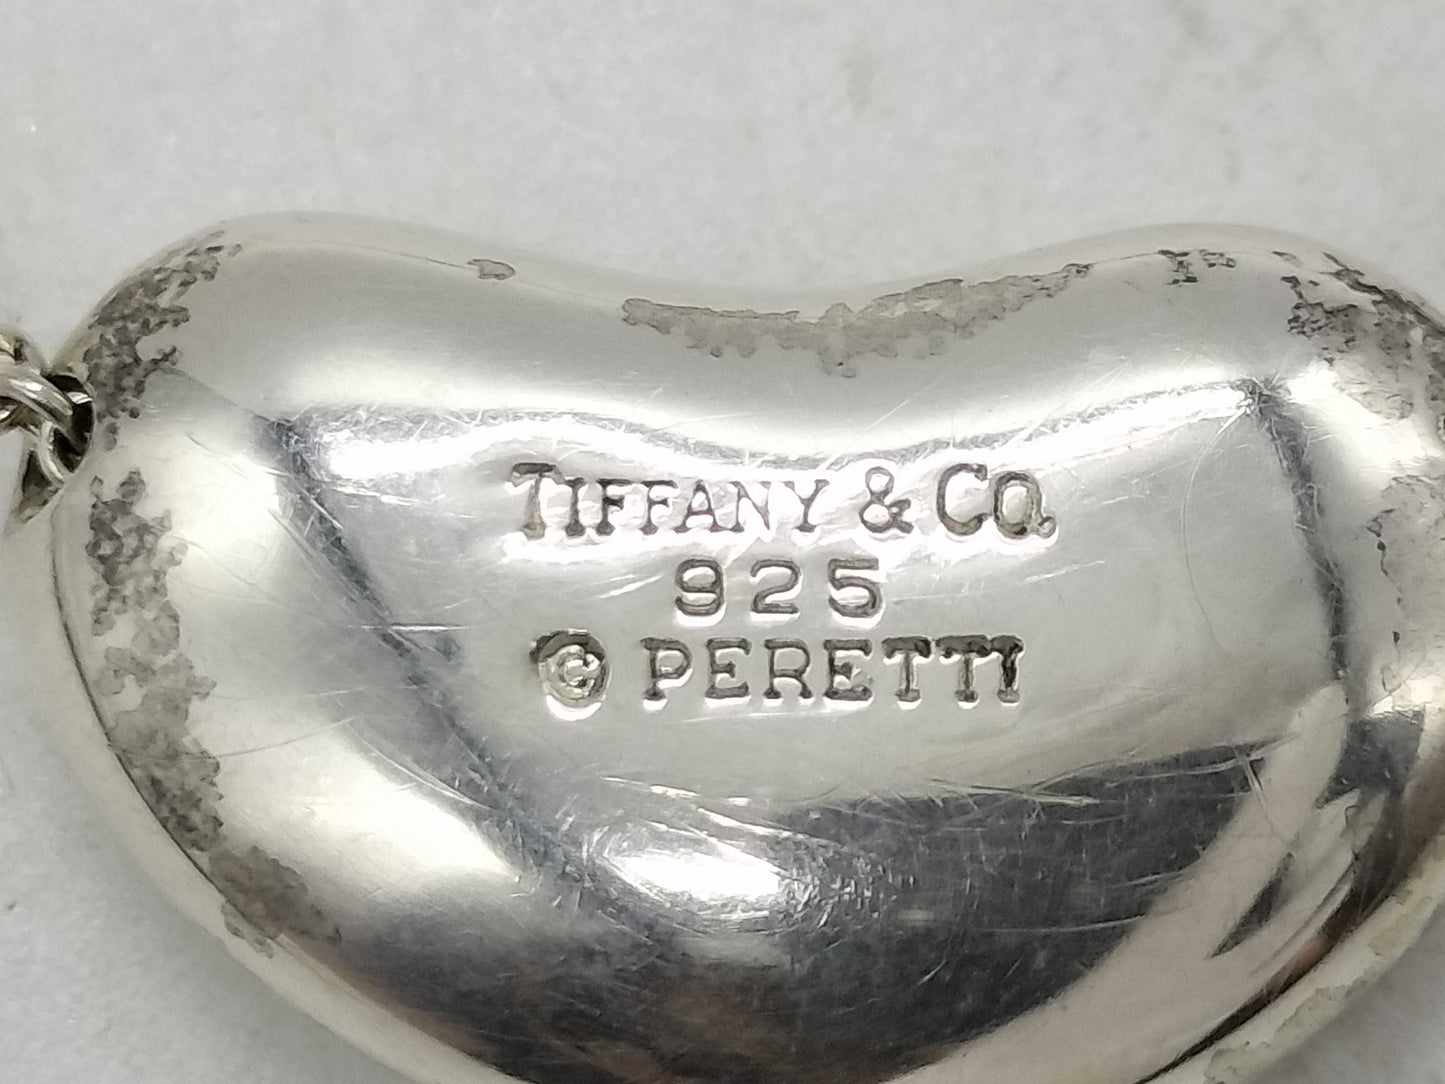 TIFFANY & CO.
925
© PERETTI